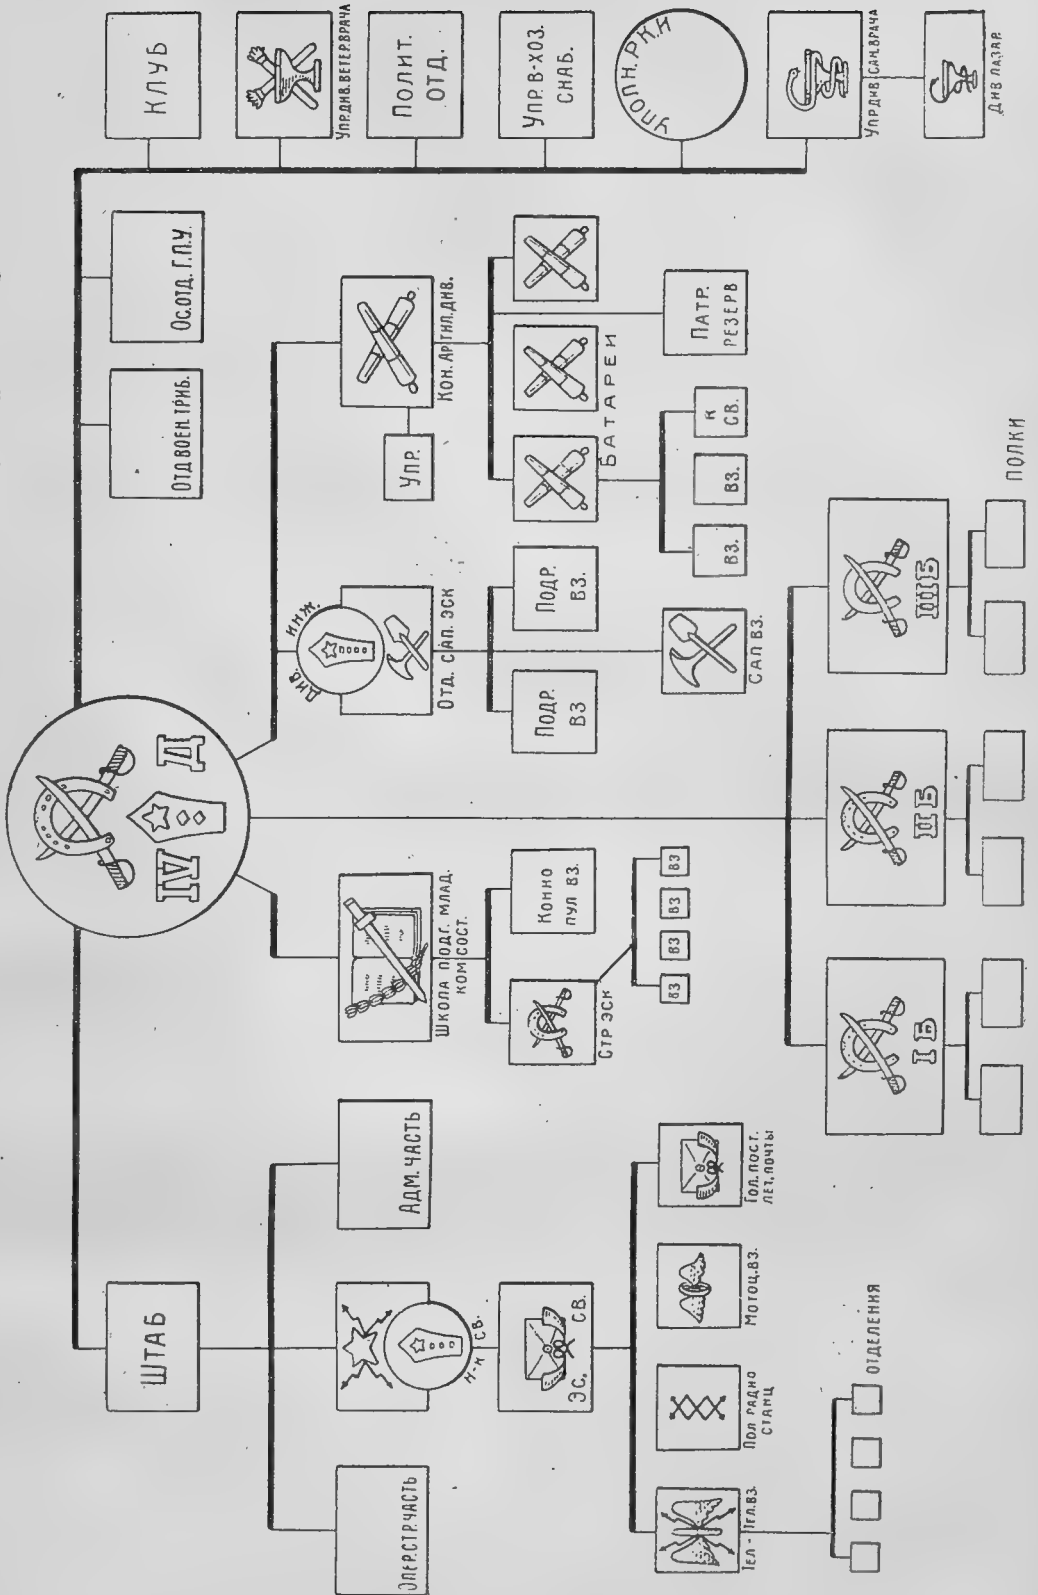 IV Д
ШТАБ
ОПЕР.СТР.ЧАСТЬ
Н-К СВ.
АДМ. ЧАСТЬ
ЭС. СВ.
ТЕЛ-ТГЛ.ВЗ.
ПОЛ РАДИО
СТАНЦ
МОТОЦ.ВЗ.
ГОЛ.ПОСТ.
ЛЕТ.ПОЧТЫ
ОТДЕЛЕНИЯ
ШКОЛА ПОДГ. МЛАД.
КОМ СОСТ.
СТР ЭСК
КОННО
ПУЛ ВЗ.
ВЗ
ВЗ
ВЗ
ВЗ
ДИВ. ИНЖ.
ОТД. САП. ЭСК
ПОДР.
ВЗ
ПОДР.
ВЗ.
САП ВЗ.
КОН. АРТИЛ. ДИВ.
УПР.
БАТАРЕИ
ПАТР.
РЕЗЕРВ
ВЗ.
ВЗ.
К
СВ.
ОТД ВОЕН. ТРИБ.
ОС.ОТД. Г.П.У.
КЛУБ
УПР.ДИВ.ВЕТЕР.ВРАЧА
ПОЛИТ.
ОТД.
УПР. В-ХОЗ.
СНАБ.
УПОЛН. РКИ
УПР ДИВ САН.ВРАЧА
ДИВ ЛАЗАР.
I Б
II Б
III Б
ПОЛКИ